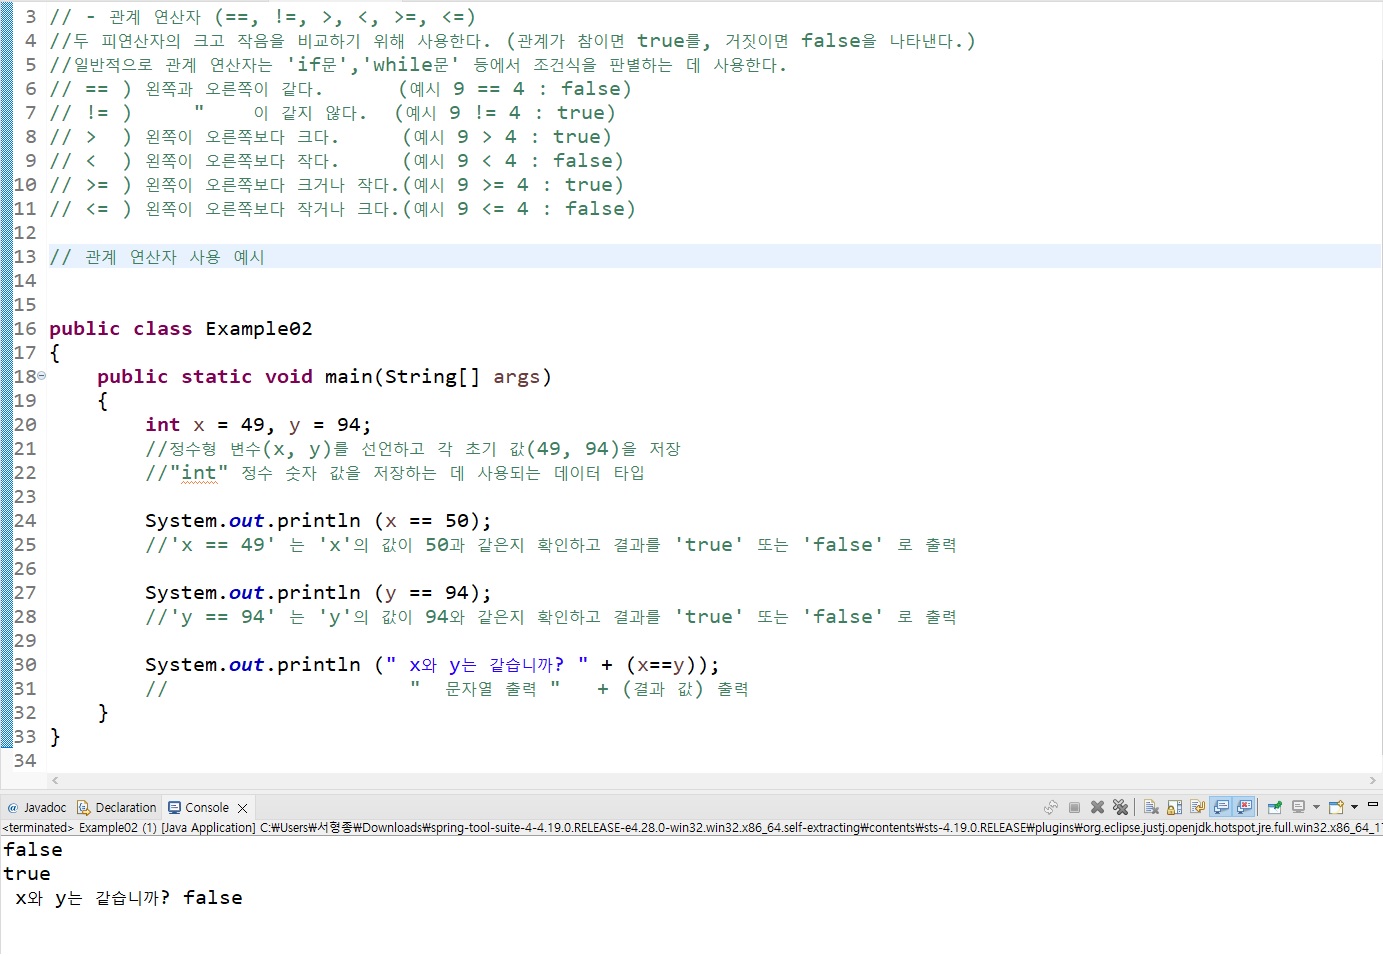 3 // - 관계 연산자 (==, !=, >, <, >=, <=)
4 //두 피연산자의 크고 작음을 비교하기 위해 사용한다. (관계가 참이면 true를, 거짓이면 false을 나타낸다.)
5 //일반적으로 관계 연산자는 'if문','while문' 등에서 조건식을 판별하는 데 사용한다.
6 // == ) 왼쪽과 오른쪽이 같다. (예시 9 == 4 : false)
7 // != ) " 이 같지 않다. (예시 9 != 4 : true)
8 // > ) 왼쪽이 오른쪽보다 크다. (예시 9 > 4 : true)
9 // < ) 왼쪽이 오른쪽보다 작다. (예시 9 < 4 : false)
10 // >= ) 왼쪽이 오른쪽보다 크거나 작다.(예시 9 >= 4 : true)
11 // <= ) 왼쪽이 오른쪽보다 작거나 크다.(예시 9 <= 4 : false)
12
13 // 관계 연산자 사용 예시
14
15
16 public class Example02
17 {
18 public static void main(String[] args)
19 {
20 int x = 49, y = 94;
21 //정수형 변수(x, y)를 선언하고 각 초기 값(49, 94)을 저장
22 //"int" 정수 숫자 값을 저장하는 데 사용되는 데이터 타입
23
24 System.out.println (x == 50);
25 //'x == 49' 는 'x'의 값이 50과 같은지 확인하고 결과를 'true' 또는 'false' 로 출력
26
27 System.out.println (y == 94);
28 //'y == 94' 는 'y'의 값이 94와 같은지 확인하고 결과를 'true' 또는 'false' 로 출력
29
30 System.out.println (" x와 y는 같습니까? " + (x==y));
31 // " 문자열 출력 " + (결과 값) 출력
32 }
33 }
34
@ Javadoc Declaration Console
<terminated> Example02 (1) [Java Application] C:₩Users₩서형종₩Downloads₩spring-tool-suite-4-4.19.0.RELEASE-e4.28.0-win32.win32.x86_64.self-extracting₩contents₩sts-4.19.0.RELEASE₩plugins₩org.eclipse.justj.openjdk.hotspot.jre.full.win32.x86_64_1
false
true
x와 y는 같습니까? false